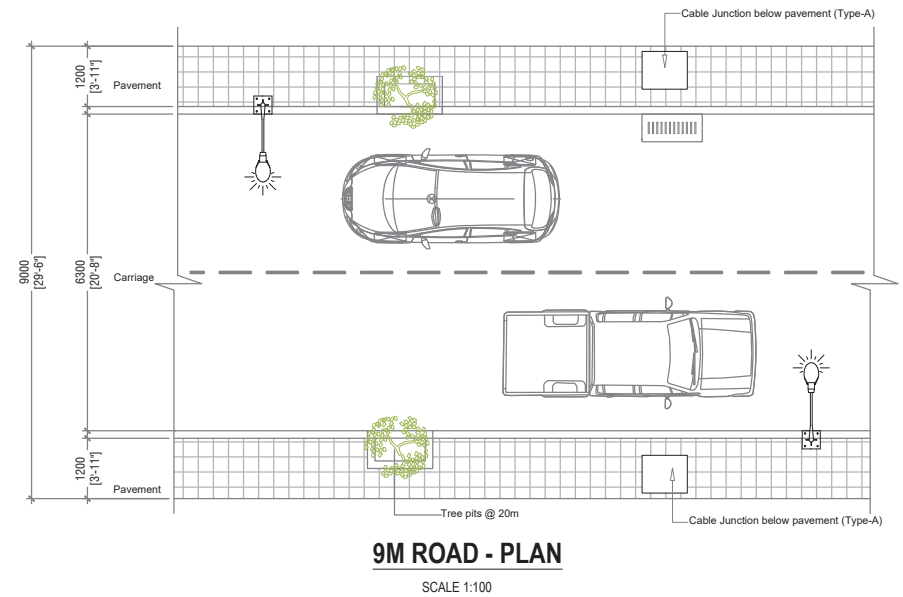 Cable Junction below pavement (Type-A)
1200
[3'-11"]
Pavement
9000
[29'-6"]
6300
[20'-8"]
Carriage
1200
[3'-11"]
Pavement
Tree pits @ 20m
Cable Junction below pavement (Type-A)
9M ROAD - PLAN
SCALE 1:100